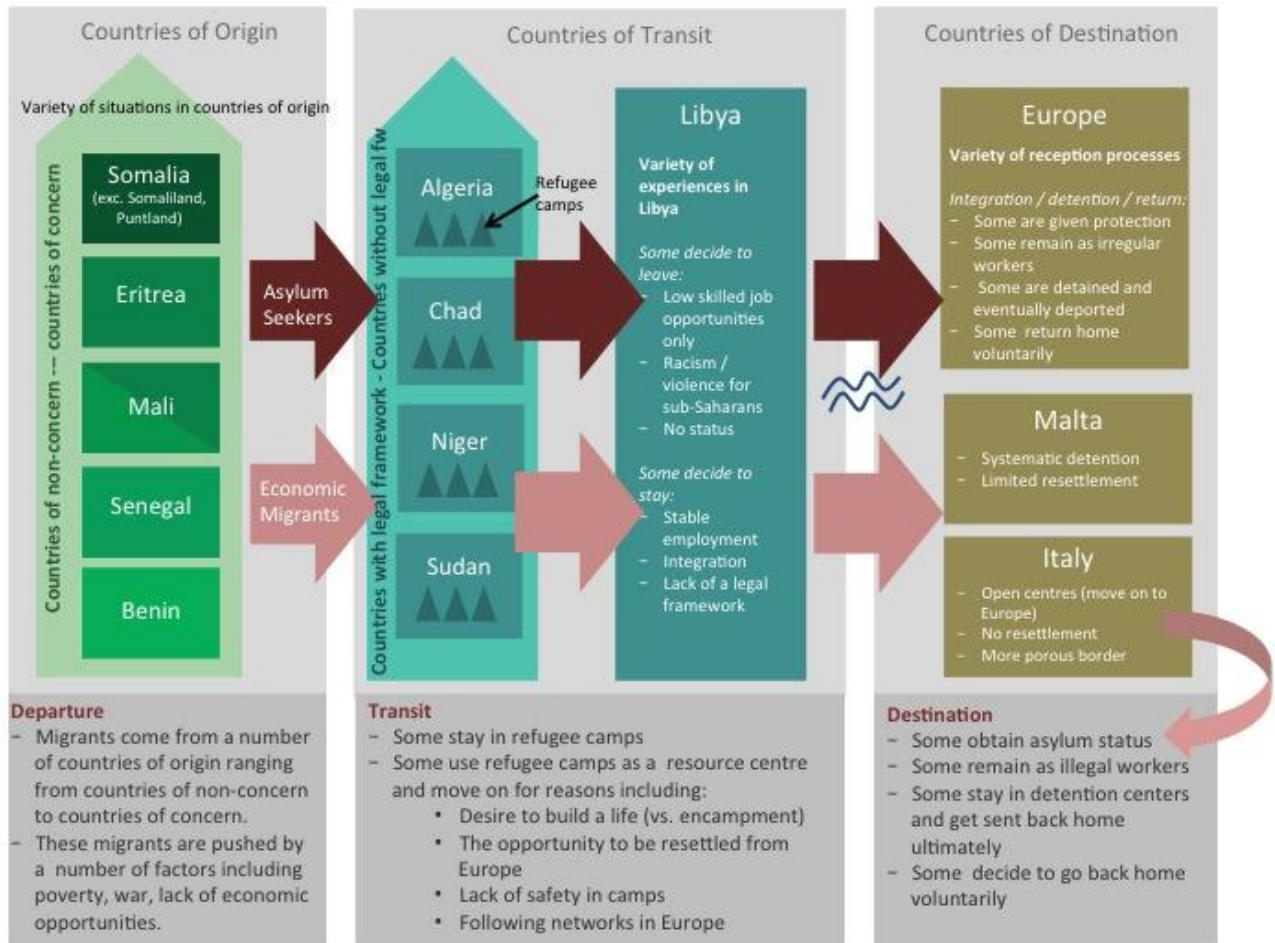 Countries of Origin
Variety of situations in countries of origin
Countries of non-concern --- countries of concern
Somalia
(exc. Somaliland,
Puntland)
Eritrea
Mali
Senegal
Benin
Asylum
Seekers
Economic
Migrants
Countries of Transit
Countries with legal framework - Countries without legal fw
Algeria
Refugee
camps
Chad
Niger
Sudan
Libya
Variety of
experiences in
Libya
Some decide to
leave:
- Low skilled job
opportunities
only
- Racism /
violence for
sub-Saharans
- No status
Some decide to
stay:
- Stable
employment
- Integration
- Lack of a legal
framework
Countries of Destination
Europe
Variety of reception processes
Integration / detention / return:
- Some are given protection
- Some remain as irregular
workers
- Some are detained and
eventually deported
- Some return home
voluntarily
Malta
- Systematic detention
- Limited resettlement
Italy
- Open centres (move on to
Europe)
- No resettlement
- More porous border
Departure
- Migrants come from a number
of countries of origin ranging
from countries of non-concern
to countries of concern.
- These migrants are pushed by
a number of factors including
poverty, war, lack of economic
opportunities.
Transit
- Some stay in refugee camps
- Some use refugee camps as a resource centre
and move on for reasons including:
• Desire to build a life (vs. encampment)
• The opportunity to be resettled from
Europe
• Lack of safety in camps
• Following networks in Europe
Destination
- Some obtain asylum status
- Some remain as illegal workers
- Some stay in detention centers
and get sent back home
ultimately
- Some decide to go back home
voluntarily